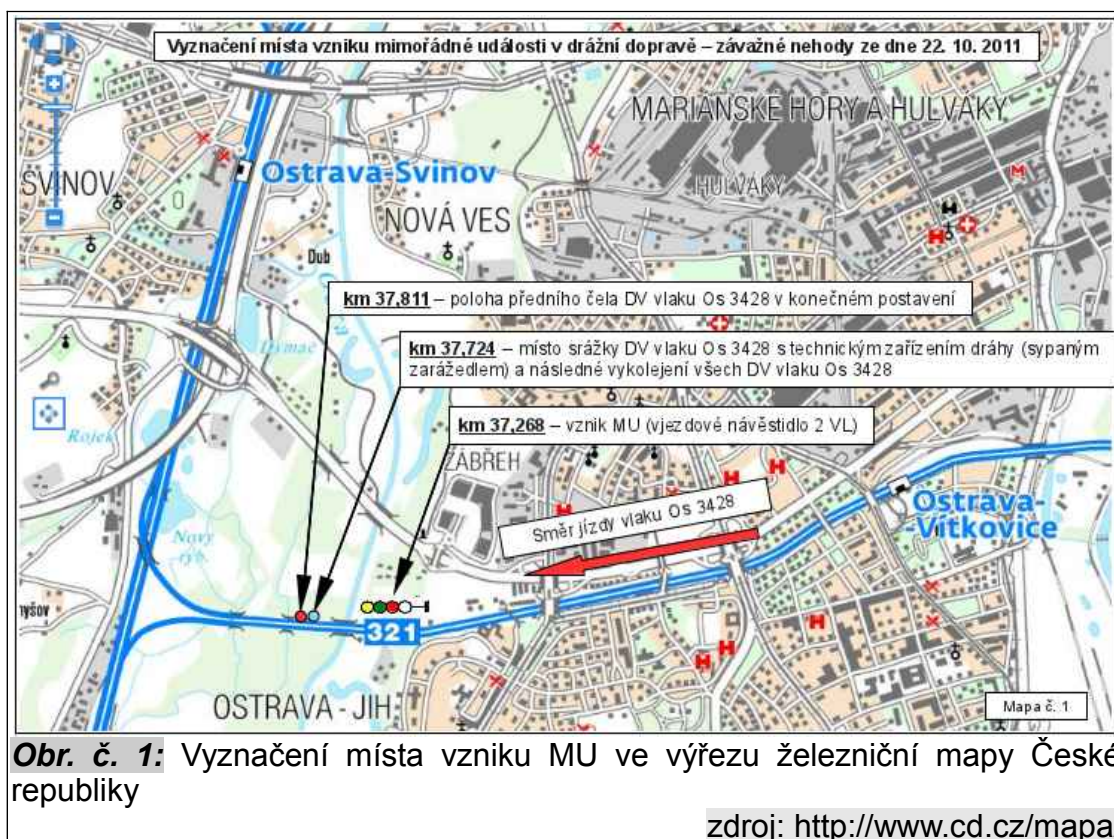 Vyznačení místa vzniku mimořádné události v drážní dopravě – závažné nehody ze dne 22. 10. 2011
MARIÁNSKÉ HORY A HULVÁKY
Ostrava-Svinov
SVINOV
HULVÁKY
NOVÁ VES
Dub
km 37,811 – poloha předního čela DV vlaku Os 3428 v konečném postavení
Dymač
km 37,724 – místo srážky DV vlaku Os 3428 s technickým zařízením dráhy (sypaným
zarážedlem) a následné vykolejení všech DV vlaku Os 3428
Rojek
km 37,268 – vznik MU (vjezdové návěstidlo 2 VL)
ZÁBŘEH
Směr jízdy vlaku Os 3428
Ostrava-
-Vítkovice
Nový
ryb.
nyšov
321
OSTRAVA - JIH
Mapa č. 1
Obr. č. 1: Vyznačení místa vzniku MU ve výřezu železniční mapy České
republiky
zdroj: http://www.cd.cz/mapa